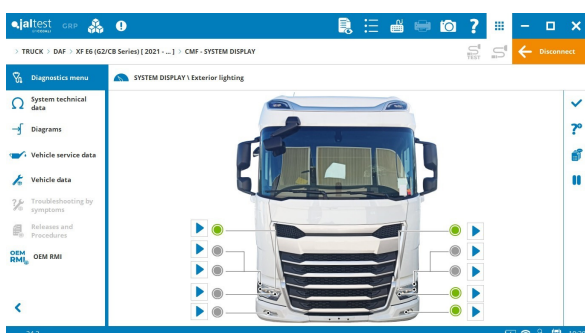 jaltest GRP
> TRUCK > DAF > XF E6 (G2/CB Series) [ 2021 - ... ] > CMF - SYSTEM DISPLAY
TEST
Disconnect
Diagnostics menu
SYSTEM DISPLAY \ Exterior lighting
System technical
data
Diagrams
Vehicle service data
Vehicle data
Troubleshooting by
symptoms
Releases and
Procedures
OEM
RMI
OEM RMI